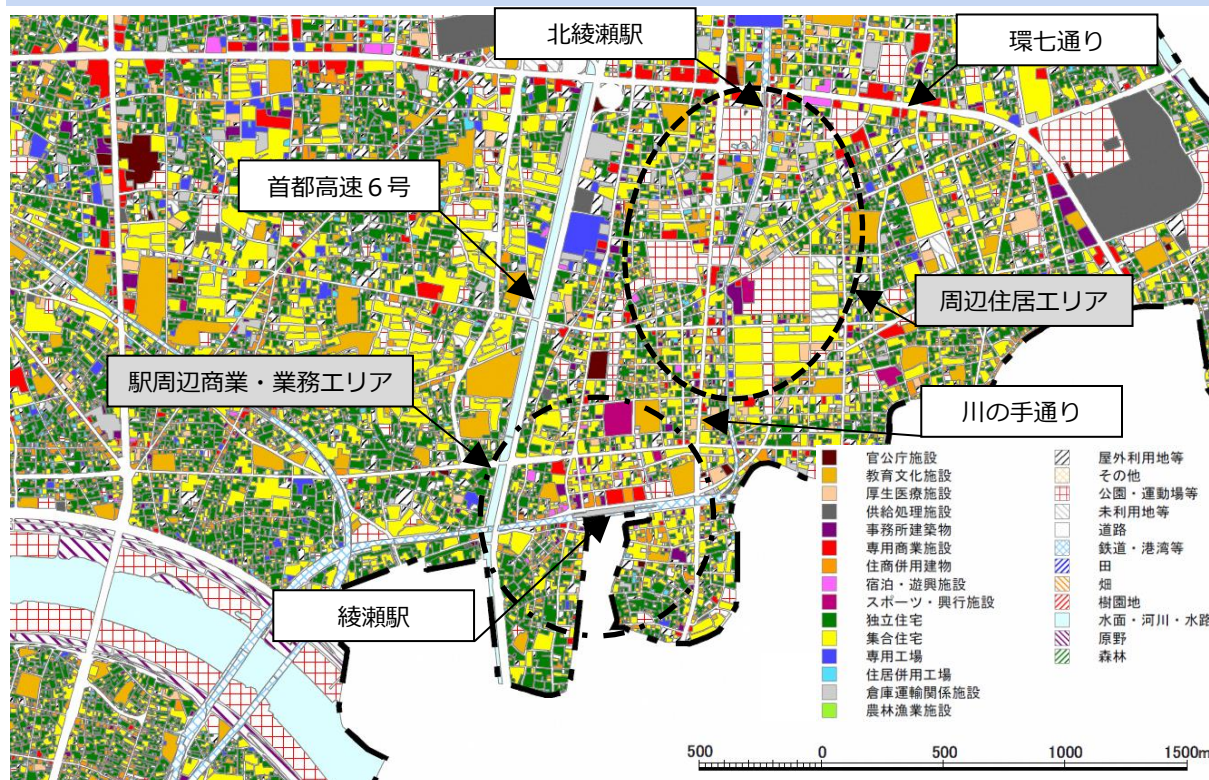 北綾瀬駅
環七通り
首都高速６号
周辺住居エリア
駅周辺商業・業務エリア
川の手通り
綾瀬駅
官公庁施設
教育文化施設
厚生医療施設
供給処理施設
事務所建築物
専用商業施設
住商併用建物
宿泊・遊興施設
スポーツ・興行施設
独立住宅
集合住宅
専用工場
住居併用工場
倉庫運輸関係施設
農林漁業施設
屋外利用地等
その他
公園・運動場等
未利用地等
道路
鉄道・港湾等
田
畑
樹園地
水面・河川・水路
原野
森林
500 0 500 1000 1500m